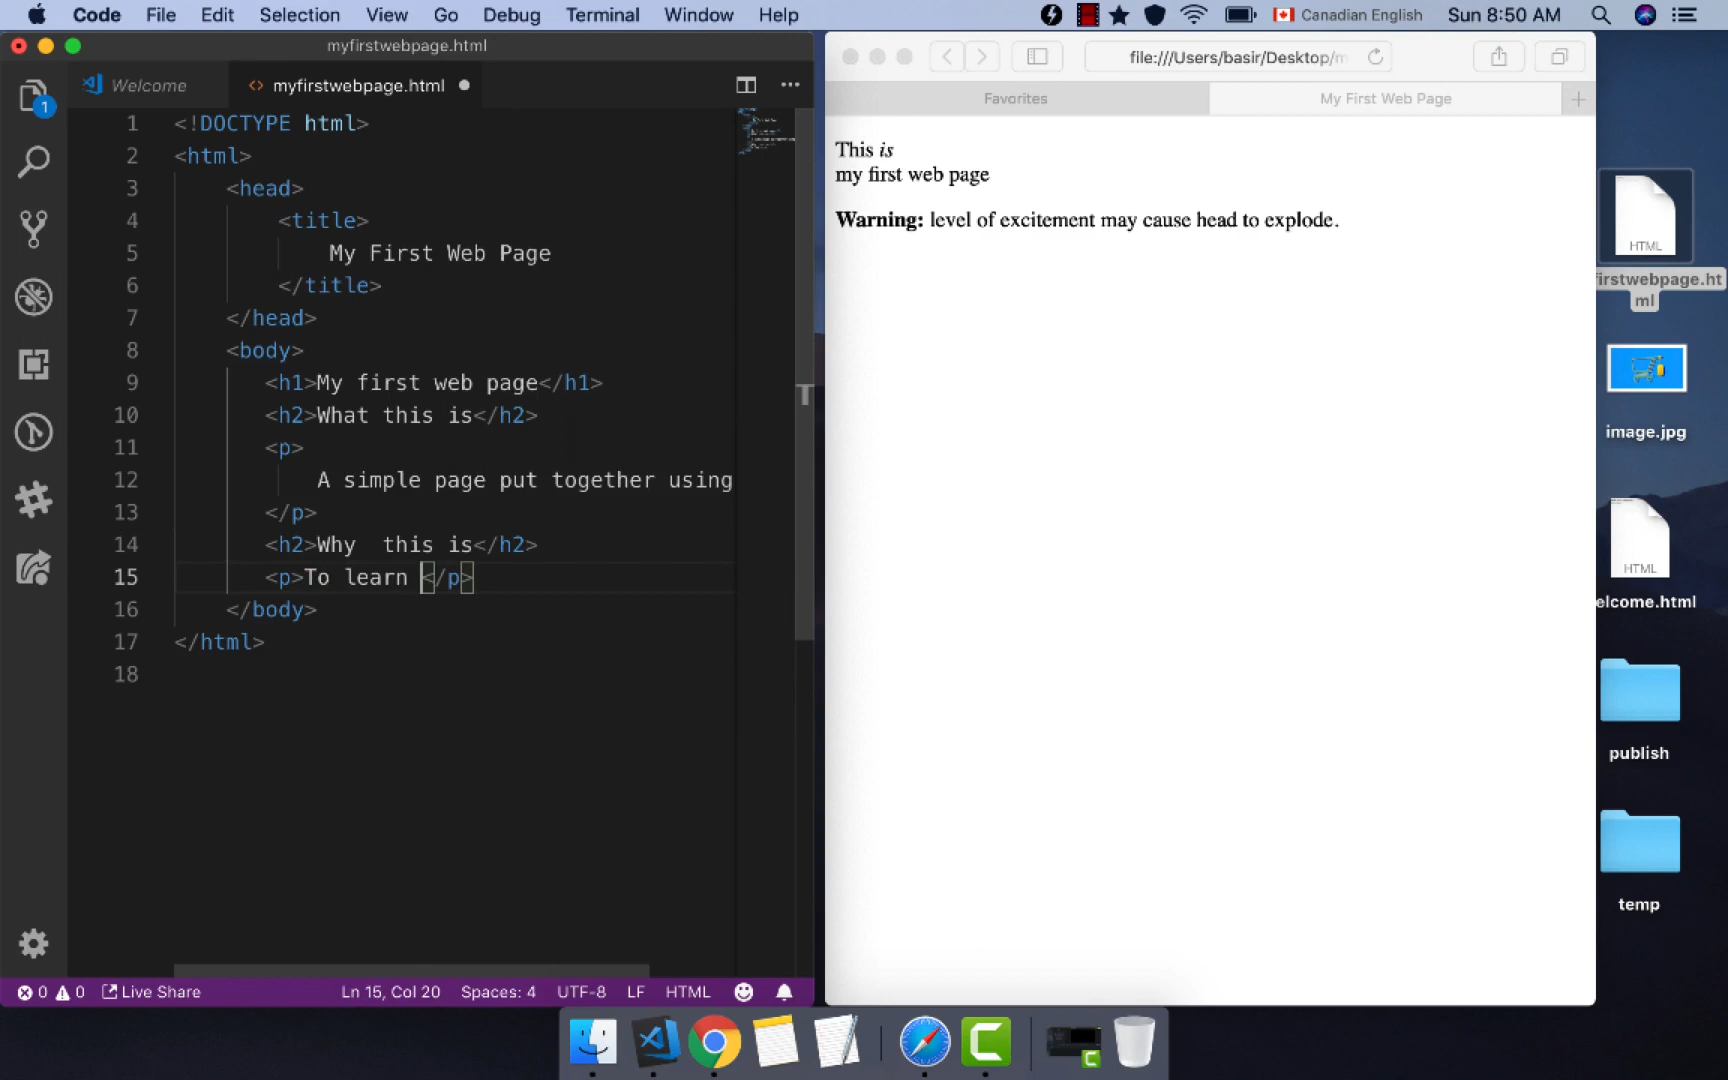 Code File Edit Selection View Go Debug Terminal Window Help
Canadian English Sun 8:50 AM
myfirstwebpage.html
Welcome
<> myfirstwebpage.html
1
1 <!DOCTYPE html>
2 <html>
3 <head>
4 <title>
5 My First Web Page
6 </title>
7 </head>
8 <body>
9 <h1>My first web page</h1>
10 <h2>What this is</h2>
11 <p>
12 A simple page put together using
13 </p>
14 <h2>Why  this is</h2>
15 <p>To learn </p>
16 </body>
17 </html>
18
0 0 Live Share Ln 15, Col 20 Spaces: 4 UTF-8 LF HTML
file:///Users/basir/Desktop/m
Favorites My First Web Page
This is
my first web page
Warning: level of excitement may cause head to explode.
HTML
firstwebpage.ht
ml
image.jpg
HTML
elcome.html
publish
temp